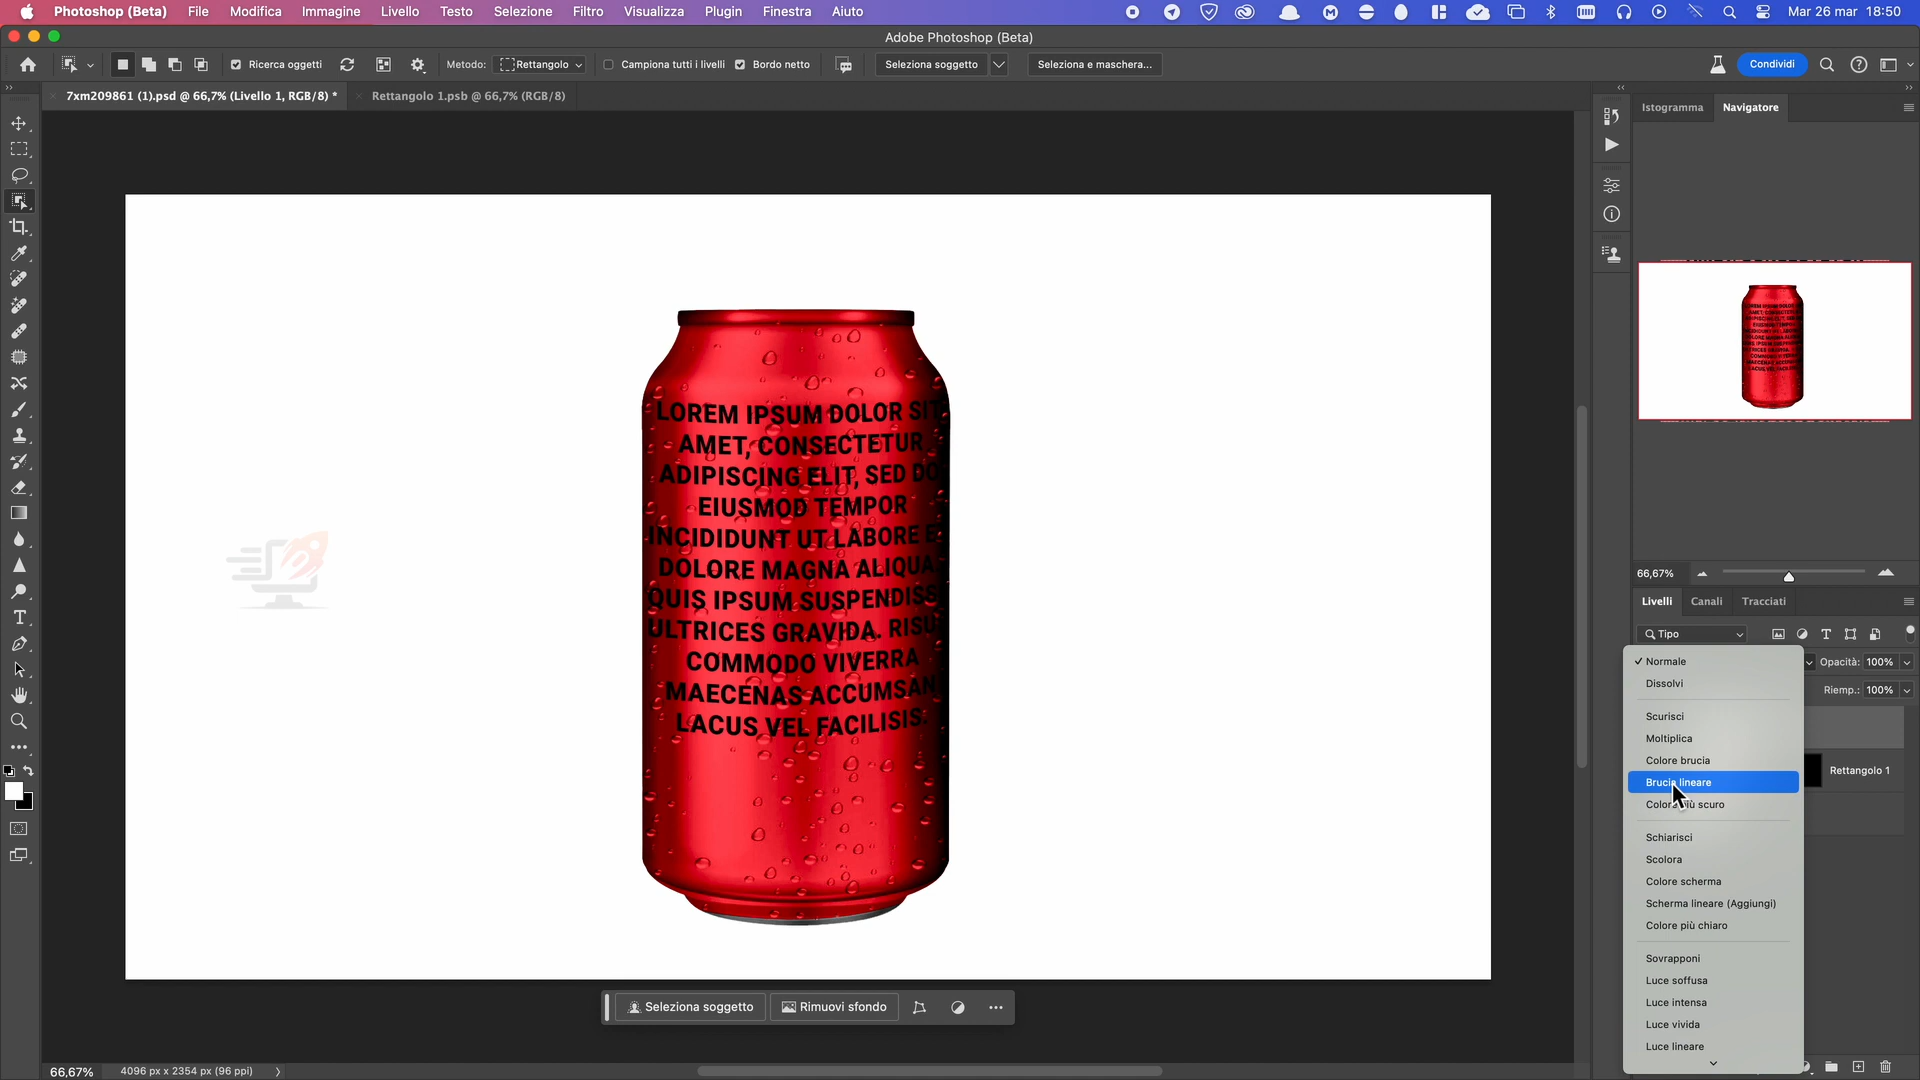 Photoshop (Beta) File Modifica Immagine Livello Testo Selezione Filtro Visualizza Plugin Finestra Aiuto Mar 26 mar 18:50
Adobe Photoshop (Beta)
Ricerca oggetti Metodo: Rettangolo Campiona tutti i livelli Bordo netto Seleziona soggetto Seleziona e maschera... Condividi
7xm209861 (1).psd @ 66,7% (Livello 1, RGB/8) * Rettangolo 1.psb @ 66,7% (RGB/8)
Istogramma Navigatore
LOREM IPSUM DOLOR SIT
AMET, CONSECTETUR
ADIPISCING ELIT, SED DO
EIUSMOD TEMPOR
INCIDIDUNT UT LABORE E
DOLORE MAGNA ALIQUA.
QUIS IPSUM SUSPENDISS
ULTRICES GRAVIDA. RISU
COMMODO VIVERRA
MAECENAS ACCUMSAN
LACUS VEL FACILISIS.
66,67%
Livelli Canali Tracciati
Tipo
Normale
Opacità: 100%
Dissolvi
Riemp.: 100%
Scurisci
Moltiplica
Colore brucia
Rettangolo 1
Brucia lineare
Colore più scuro
Schiarisci
Scolora
Colore scherma
Scherma lineare (Aggiungi)
Colore più chiaro
Sovrapponi
Luce soffusa
Luce intensa
Luce vivida
Luce lineare
Seleziona soggetto Rimuovi sfondo
66,67% 4096 px x 2354 px (96 ppi)